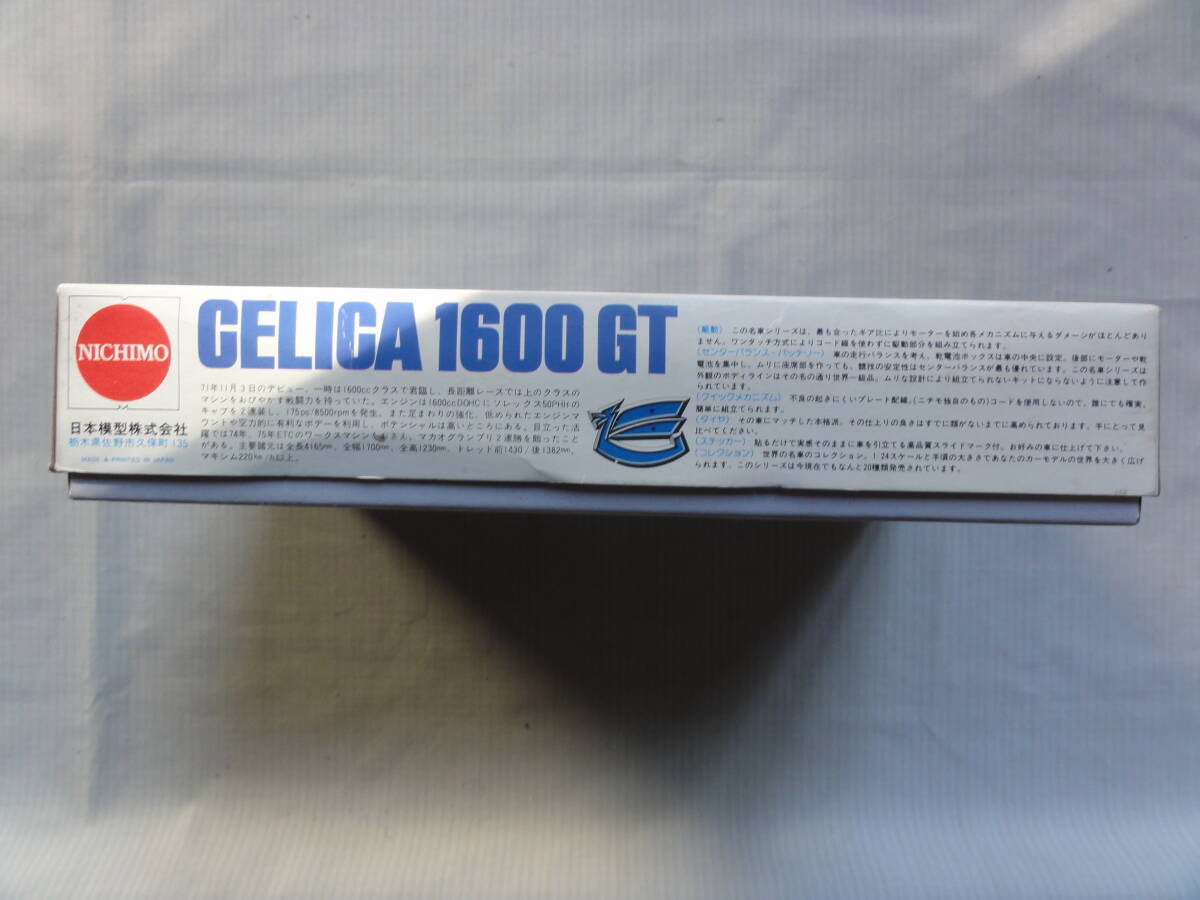 NICHIMO
日本模型株式会社
栃木県佐野市久保町135
MADE & PRINTED IN JAPAN
CELICA 1600 GT
71年11月3日のデビュー。一時は1600ccクラスで君臨し、長距離レースでは上のクラスの
マシンをおびやかす戦闘力を持っていた。エンジンは1600ccDOHCにソレックス50PHHの
キャブを2連装し、175ps/8500rpmを発生。また足まわりの強化、低められたエンジンマ
ウントや空力的に有利なボデーを利用し、ポテンシャルは高いところにある。目立った活
躍では74年、75年ETCのワークスマシン
マカオグランプリ2連勝を飾ったこと
がある。主要諸元は全長4165mm、全幅1700mm、全高1230mm、トレッド前1430/後1382mm、
マキシム220km/h以上。
(駆動) この名車シリーズは、最も合ったギア比によりモーターを始め各メカニズムに与えるダメージがほとんどあり
ません。ワンタッチ方式によりコード線を使わずに駆動部分を組み立てられます。
(センターバランス・バッテリー) 車の走行バランスを考え、乾電池ボックスは車の中央に設定。後部にモーターや乾
電池を集中し、ムリに座席部を作っても、競技の安定性はセンターバランスが最も優れています。この名車シリーズは
外観のボディラインはその名の通り世界一級品。ムリな設計により組立てられないキットにならないように注意して作
られています。
(クイックメカニズム) 不良の起きにくいプレート配線、(ニチモ独自のもの)コードを使用しないので、誰にでも確実、
簡単に組立てられます。
(タイヤ) その車にマッチした本格派。その仕上りの良さはすでに類がないまでに高められております。手にとって見
比べてください。
(ステッカー) 貼るだけで実感そのままに車を引立てる高品質スライドマーク付。お好みの車に仕上げて下さい。
(コレクション) 世界の名車のコレクション。1/24スケールと手頃の大きさであなたのカーモデルの世界を大きく広げ
られます。このシリーズは今現在でもなんと20種類発売されています。